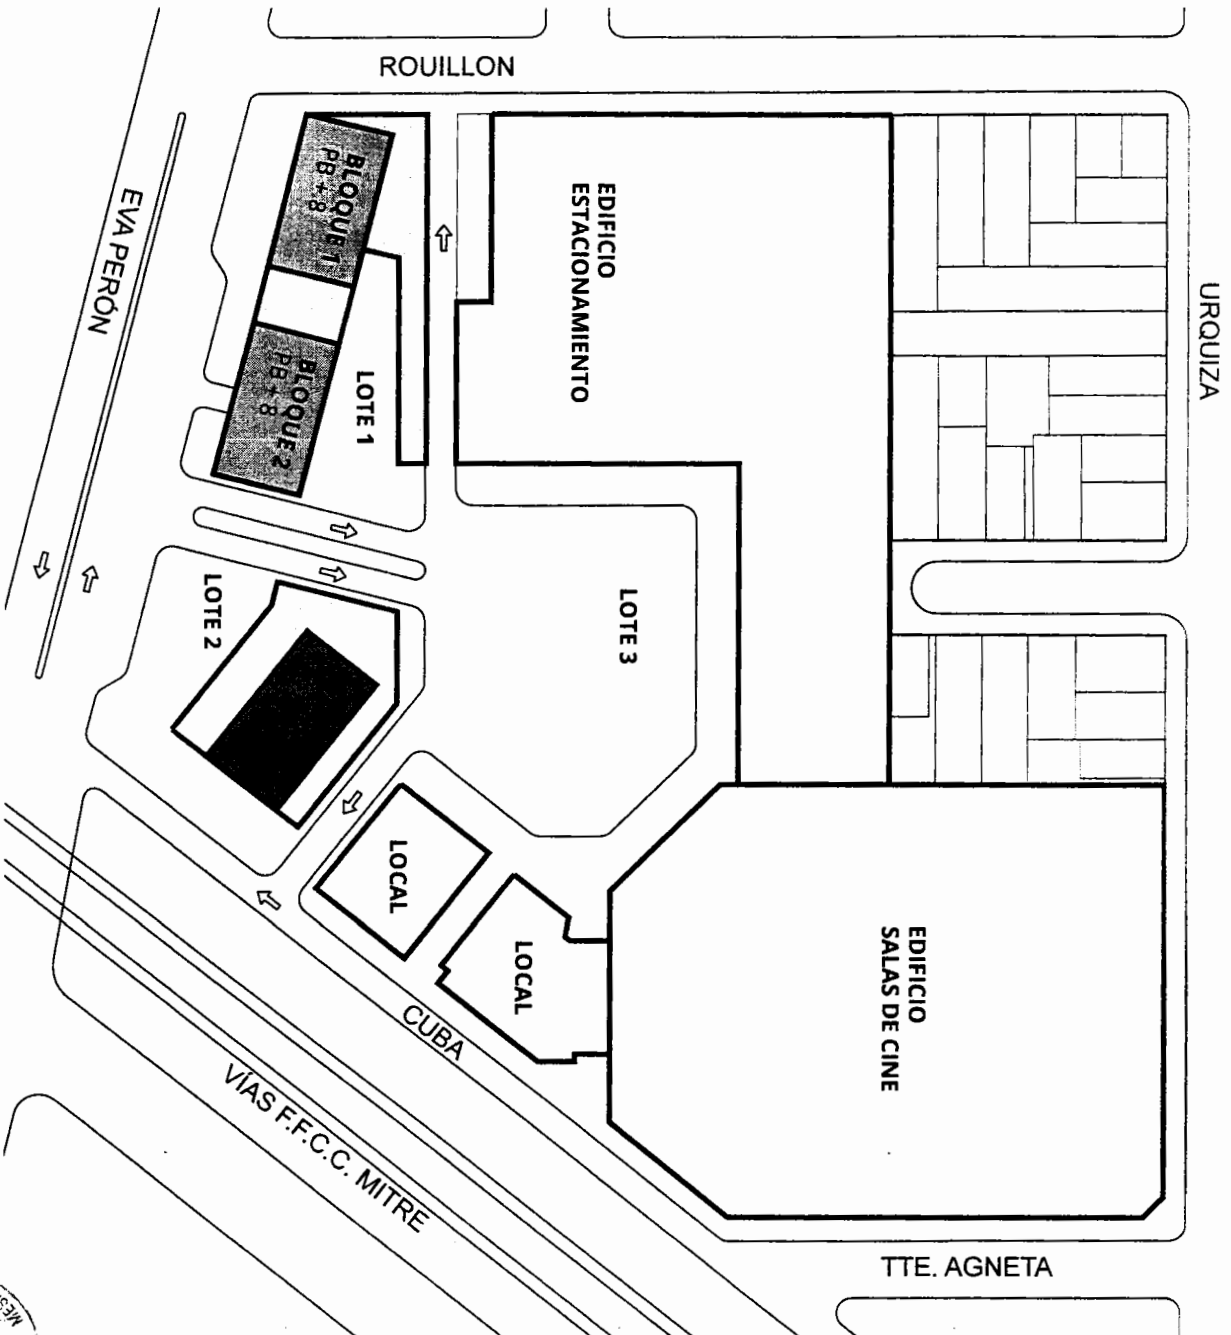 ROUILLON
EVA PERÓN
BLOQUE 1
PB + 8
BLOQUE 2
PB + 8
LOTE 1
EDIFICIO
ESTACIONAMIENTO
URQUIZA
LOTE 2
LOTE 3
LOCAL
LOCAL
EDIFICIO
SALAS DE CINE
CUBA
VÍAS F.F.C.C. MITRE
TTE. AGNETA